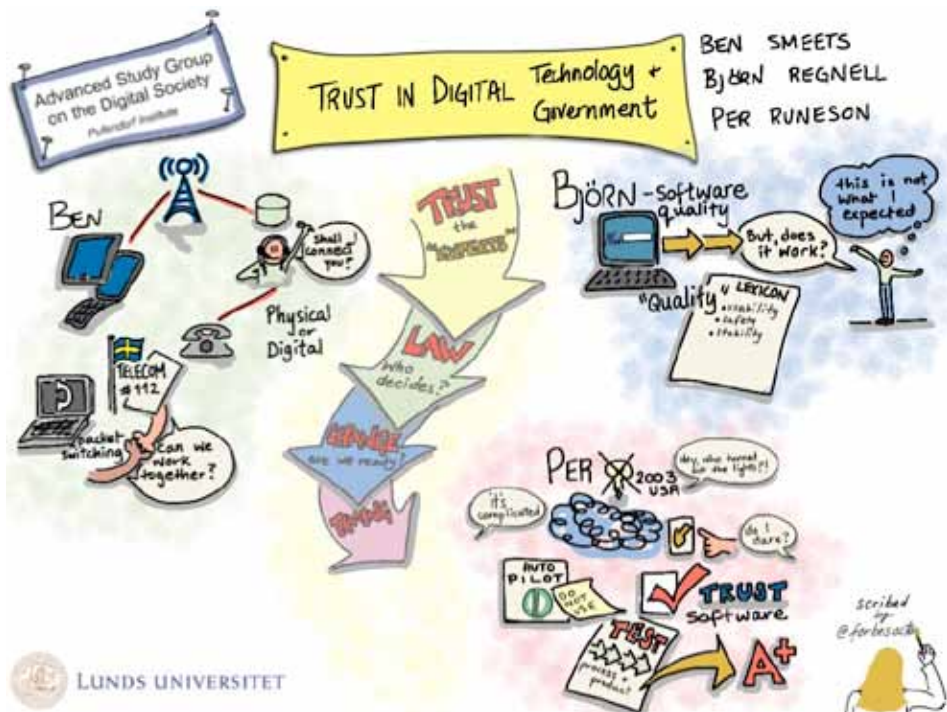 Advanced Study Group
on the Digital Society
Pufendorf Institute
TRUST IN DIGITAL Technology +
Government
BEN SMEETS
BJÖRN REGNELL
PER RUNESON
BEN
Shall I
connect
you?
Physical
or
Digital
TELECOM
#112
packet
switching
Can we
work
together?
TRUST
the
LAW
Who
decides?
CHANGE
are we ready?
BJÖRN - software
quality
But, does
it work?
this is not
what I
expected
"Quality" LEXICON
• usability
• safety
• stability
PER
2003
USA
hey, who turned
out the lights?!
it's
complicated
do I
dare?
AUTO
PILOT
DO
NOT
USE
TRUST
software
TEST
process +
product
A+
scribed
by
LUNDS UNIVERSITET